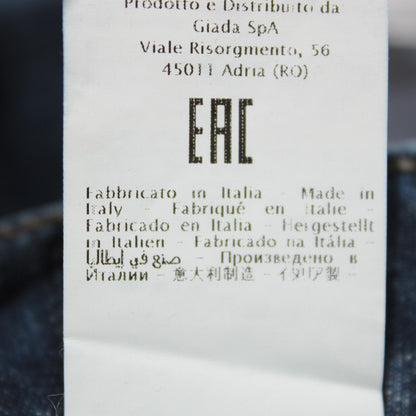 Prodotto e Distribuito da
Giada SpA
Viale Risorgimento, 56
45011 Adria (RO)
EAC
Fabbricato in Italia - Made in
Italy - Fabriqué en Italie -
Fabricado en Italia - Hergestellt
in Italien - Fabricado na Itália -
صنع في إيطاليا - Произведено в
Италии - 意大利制造 - イタリア製 -